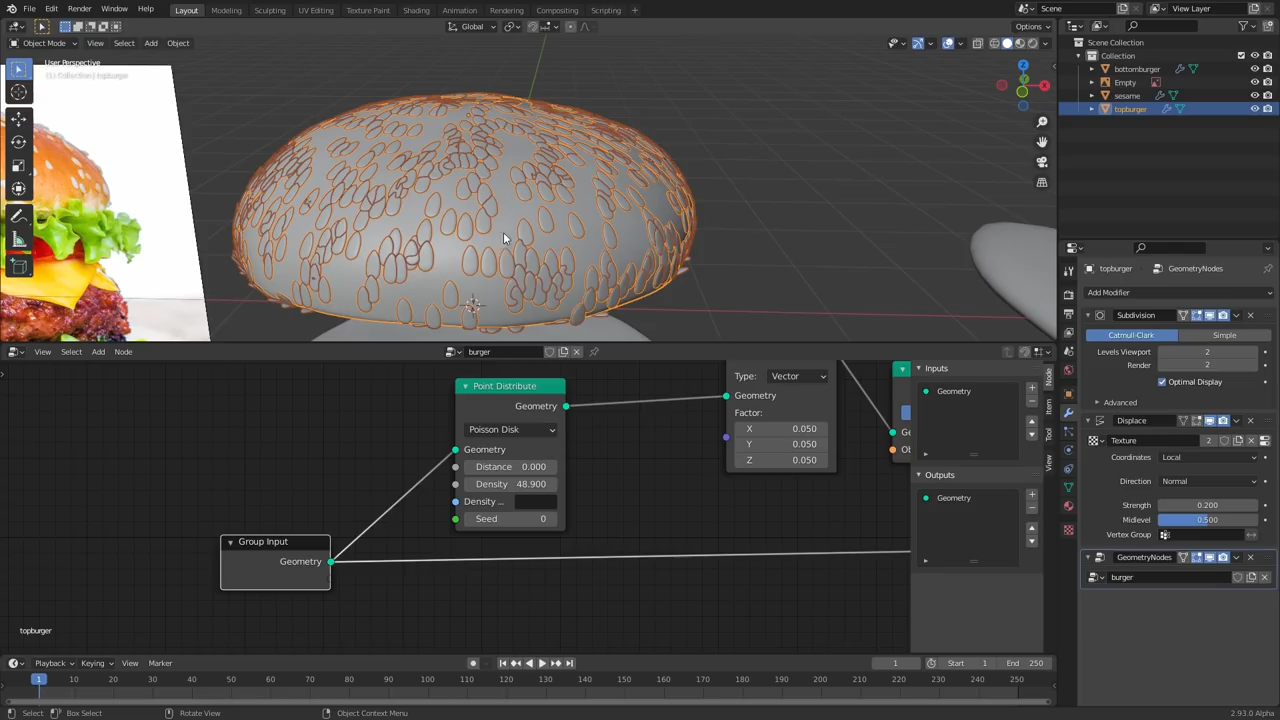 File Edit Render Window Help
Layout Modeling Sculpting UV Editing Texture Paint Shading Animation Rendering Compositing Scripting +
Scene
View Layer
Global
Options
Object Mode View Select Add Object
User Perspective
(1) Collection | topburger
Z
X
Scene Collection
Collection
bottomburger
Empty
sesame
topburger
topburger
GeometryNodes
Add Modifier
Subdivision
Catmull-Clark
Simple
Levels Viewport 2
Render 2
Optimal Display
Advanced
Displace
Texture 2
Coordinates Local
Direction Normal
Strength 0.200
Midlevel 0.500
Vertex Group
GeometryNodes
burger
View Select Add Node
burger
Point Distribute
Geometry
Poisson Disk
Geometry
Distance 0.000
Density 48.900
Density ...
Seed 0
Group Input
Geometry
Type: Vector
Geometry
Factor:
X 0.050
Y 0.050
Z 0.050
Inputs
Geometry
Outputs
Geometry
Node
Item
Tool
View
topburger
Playback Keying View Marker
1
Start 1
End 250
1 10 20 30 40 50 60 70 80 90 100 110 120 130 140 150 160 170 180 190 200 210 220 230 240 250
Select
Box Select
Rotate View
Object Context Menu
2.93.0 Alpha